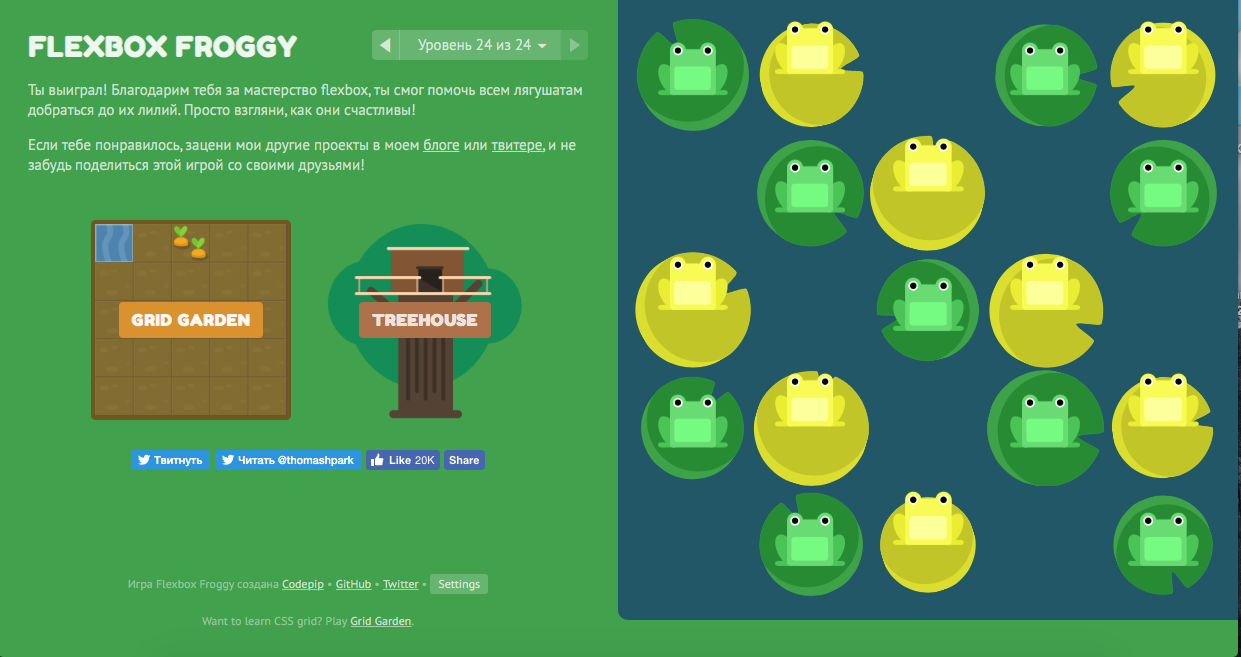 FLEXBOX FROGGY
Уровень 24 из 24
Ты выиграл! Благодарим тебя за мастерство flexbox, ты смог помочь всем лягушатам
добраться до их лилий. Просто взгляни, как они счастливы!
Если тебе понравилось, зацени мои другие проекты в моем блоге или твитере, и не
забудь поделиться этой игрой со своими друзьями!
GRID GARDEN
TREEHOUSE
Твитнуть
Читать @thomashpark
Like 20K
Share
Игра Flexbox Froggy создана Codepip • GitHub • Twitter • Settings
Want to learn CSS grid? Play Grid Garden.